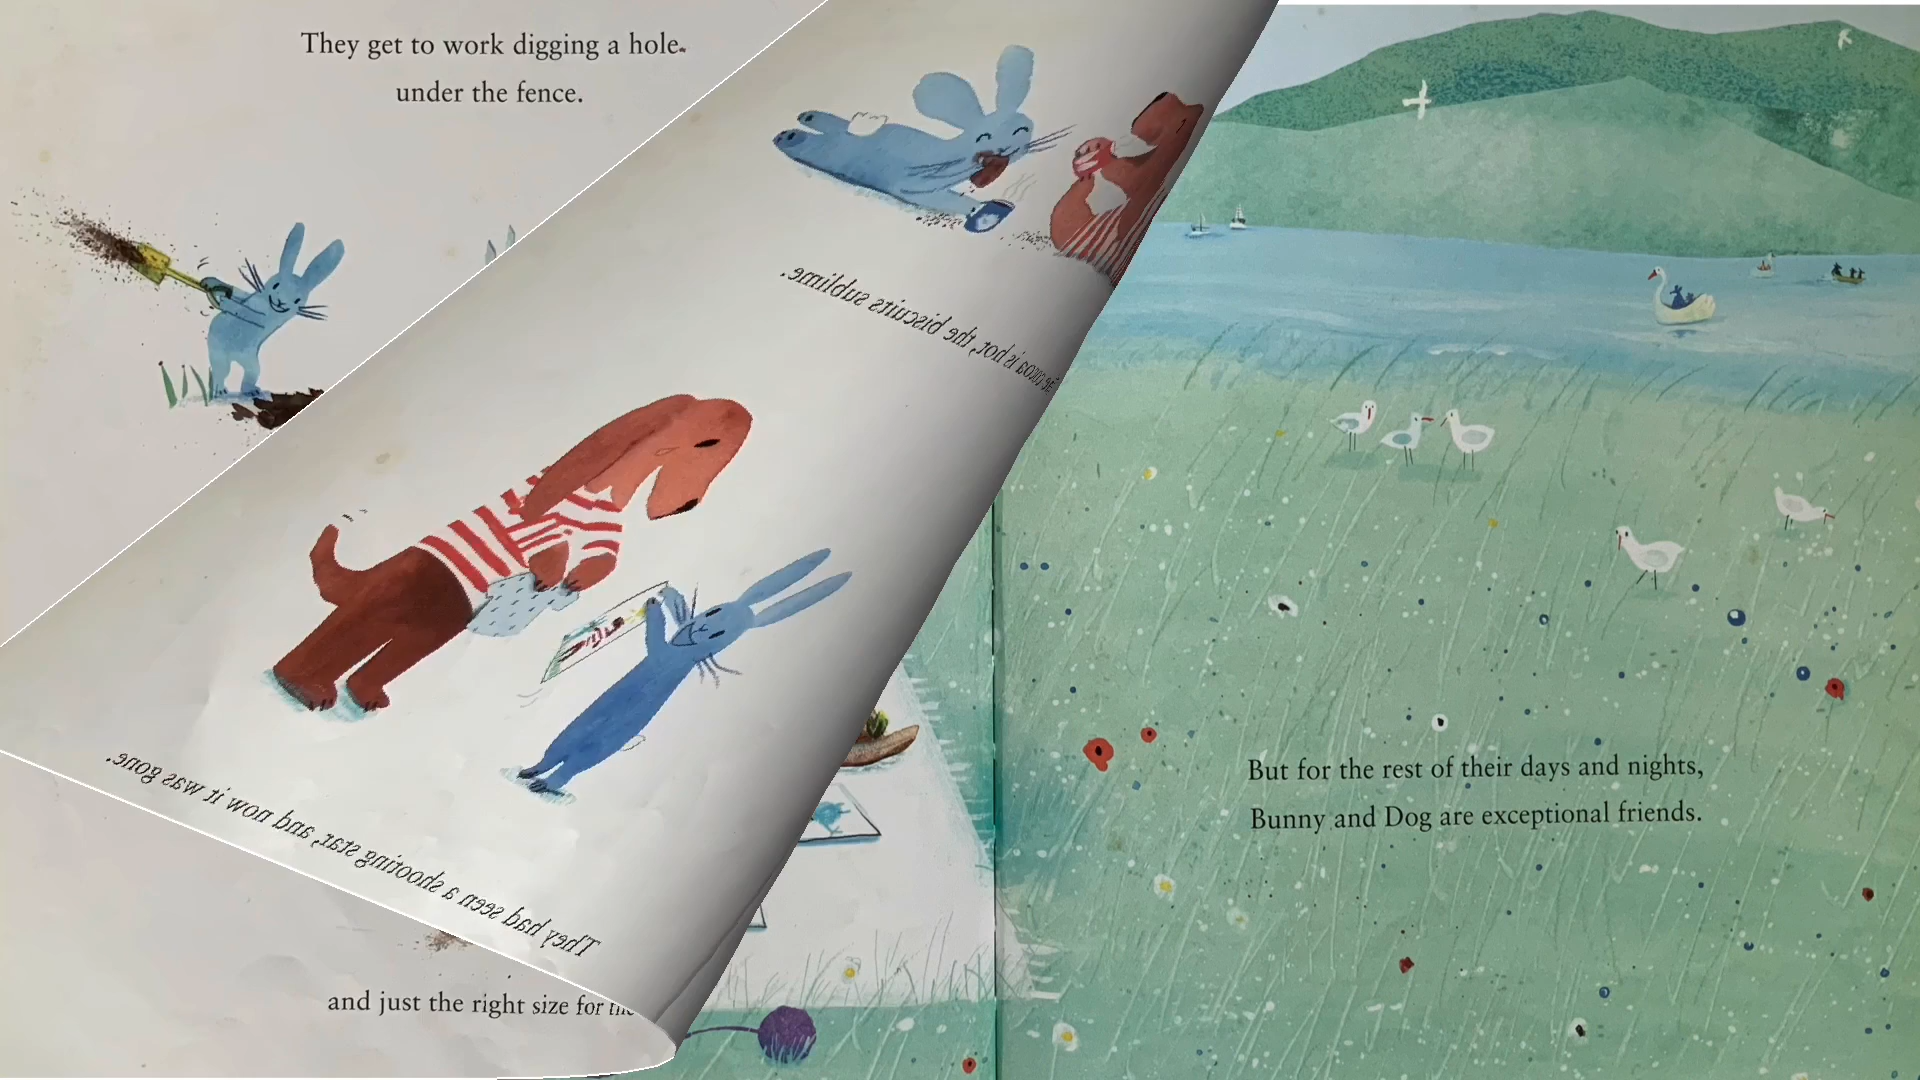 They get to work digging a hole
under the fence.
cocoa is hot, the biscuits sublime.
They had seen a shooting star, and now it was gone.
and just the right size for
But for the rest of their days and nights,
Bunny and Dog are exceptional friends.